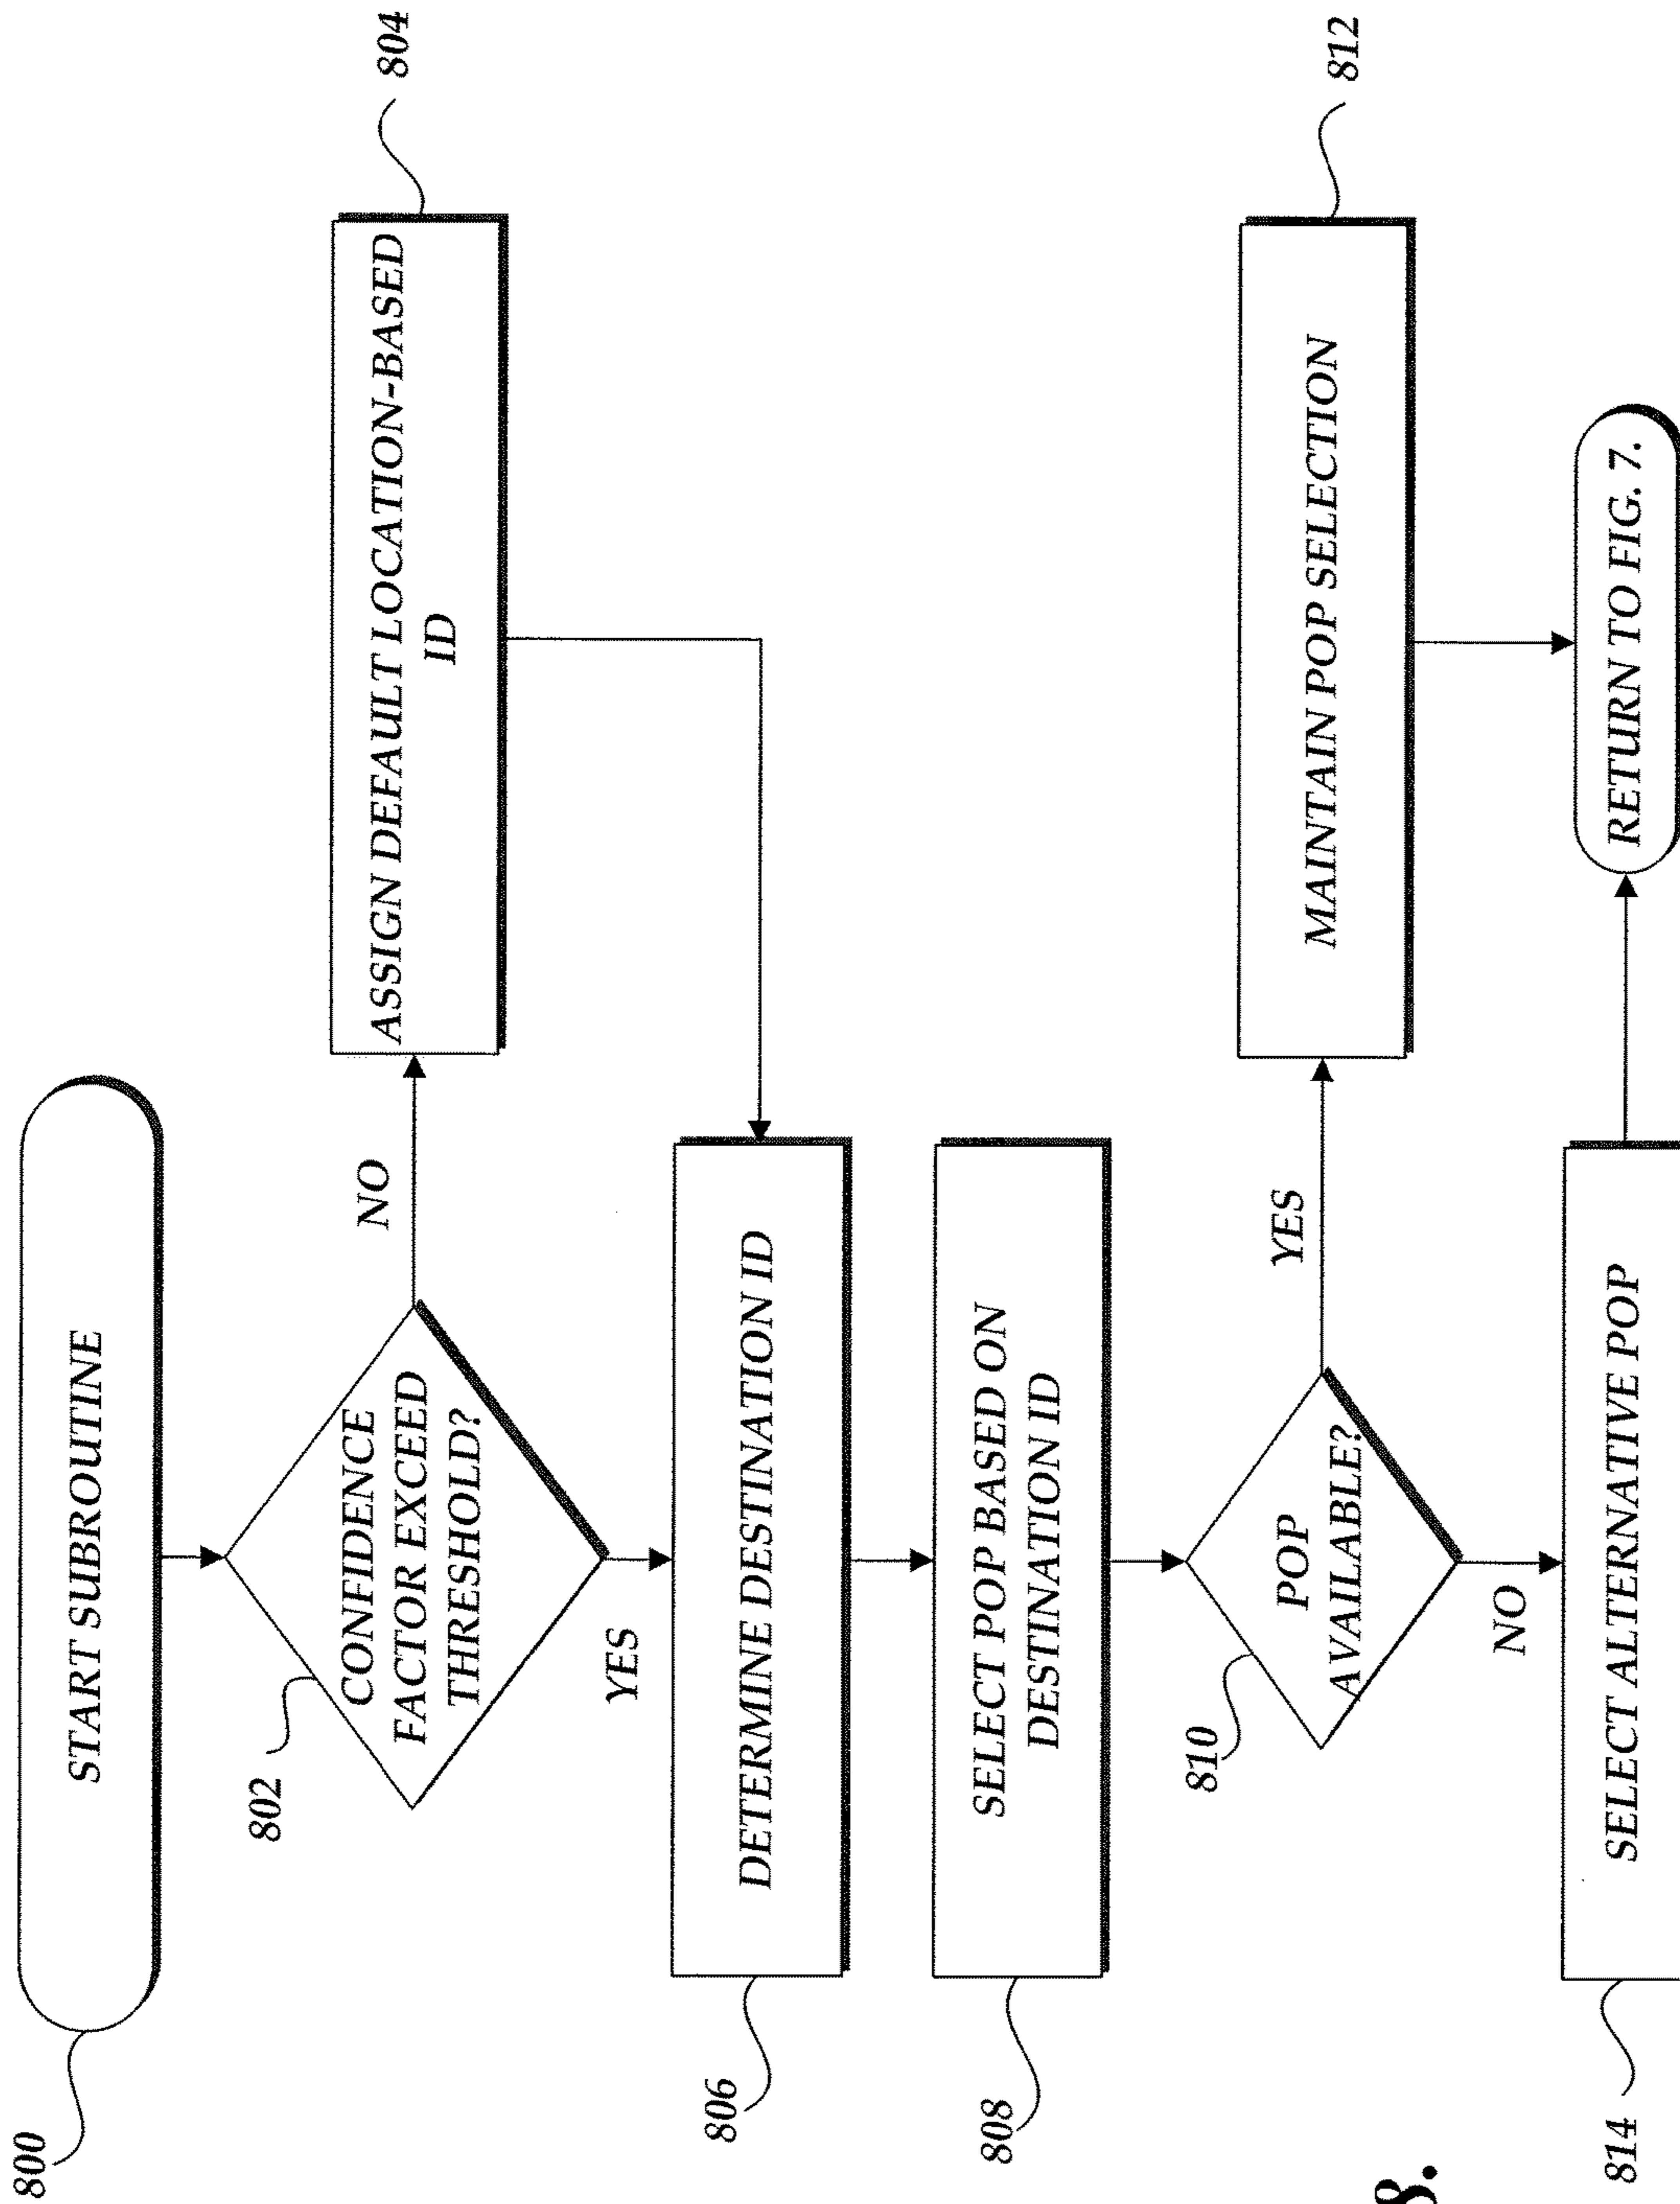 800
START SUBROUTINE
802
CONFIDENCE
FACTOR EXCEED
THRESHOLD?
NO
804
ASSIGN DEFAULT LOCATION-BASED
ID
YES
806
DETERMINE DESTINATION ID
808
SELECT POP BASED ON
DESTINATION ID
810
POP
AVAILABLE?
YES
812
MAINTAIN POP SELECTION
NO
814
SELECT ALTERNATIVE POP
RETURN TO FIG. 7.
8.